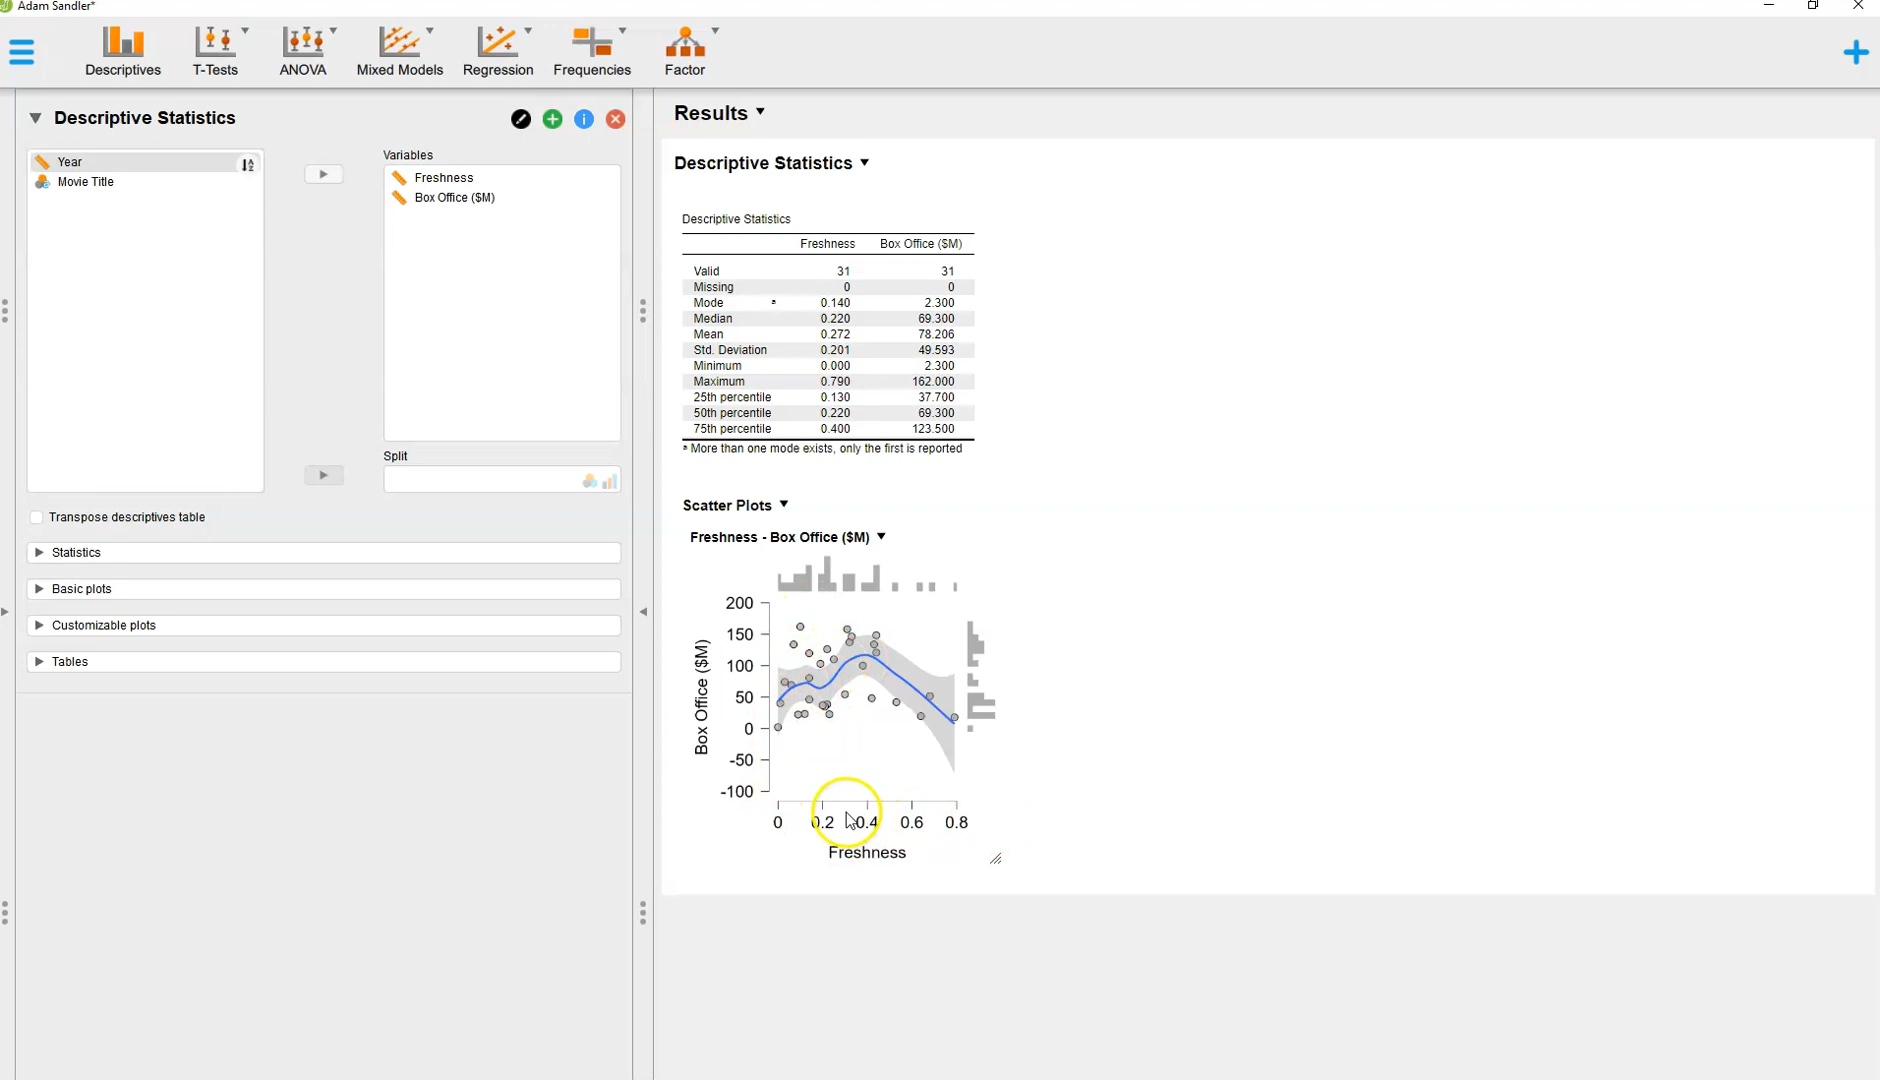 Adam Sandler*
Descriptives T-Tests ANOVA Mixed Models Regression Frequencies Factor
Descriptive Statistics
Year
Movie Title
Variables
Freshness
Box Office ($M)
Split
Transpose descriptives table
Statistics
Basic plots
Customizable plots
Tables
Results
Descriptive Statistics
Descriptive Statistics
Freshness Box Office ($M)
Valid 31 31
Missing 0 0
Mode ᵃ 0.140 2.300
Median 0.220 69.300
Mean 0.272 78.206
Std. Deviation 0.201 49.593
Minimum 0.000 2.300
Maximum 0.790 162.000
25th percentile 0.130 37.700
50th percentile 0.220 69.300
75th percentile 0.400 123.500
ᵃ More than one mode exists, only the first is reported
Scatter Plots
Freshness - Box Office ($M)
200
150
100
50
0
-50
-100
Box Office ($M)
0 0.2 0.4 0.6 0.8
Freshness